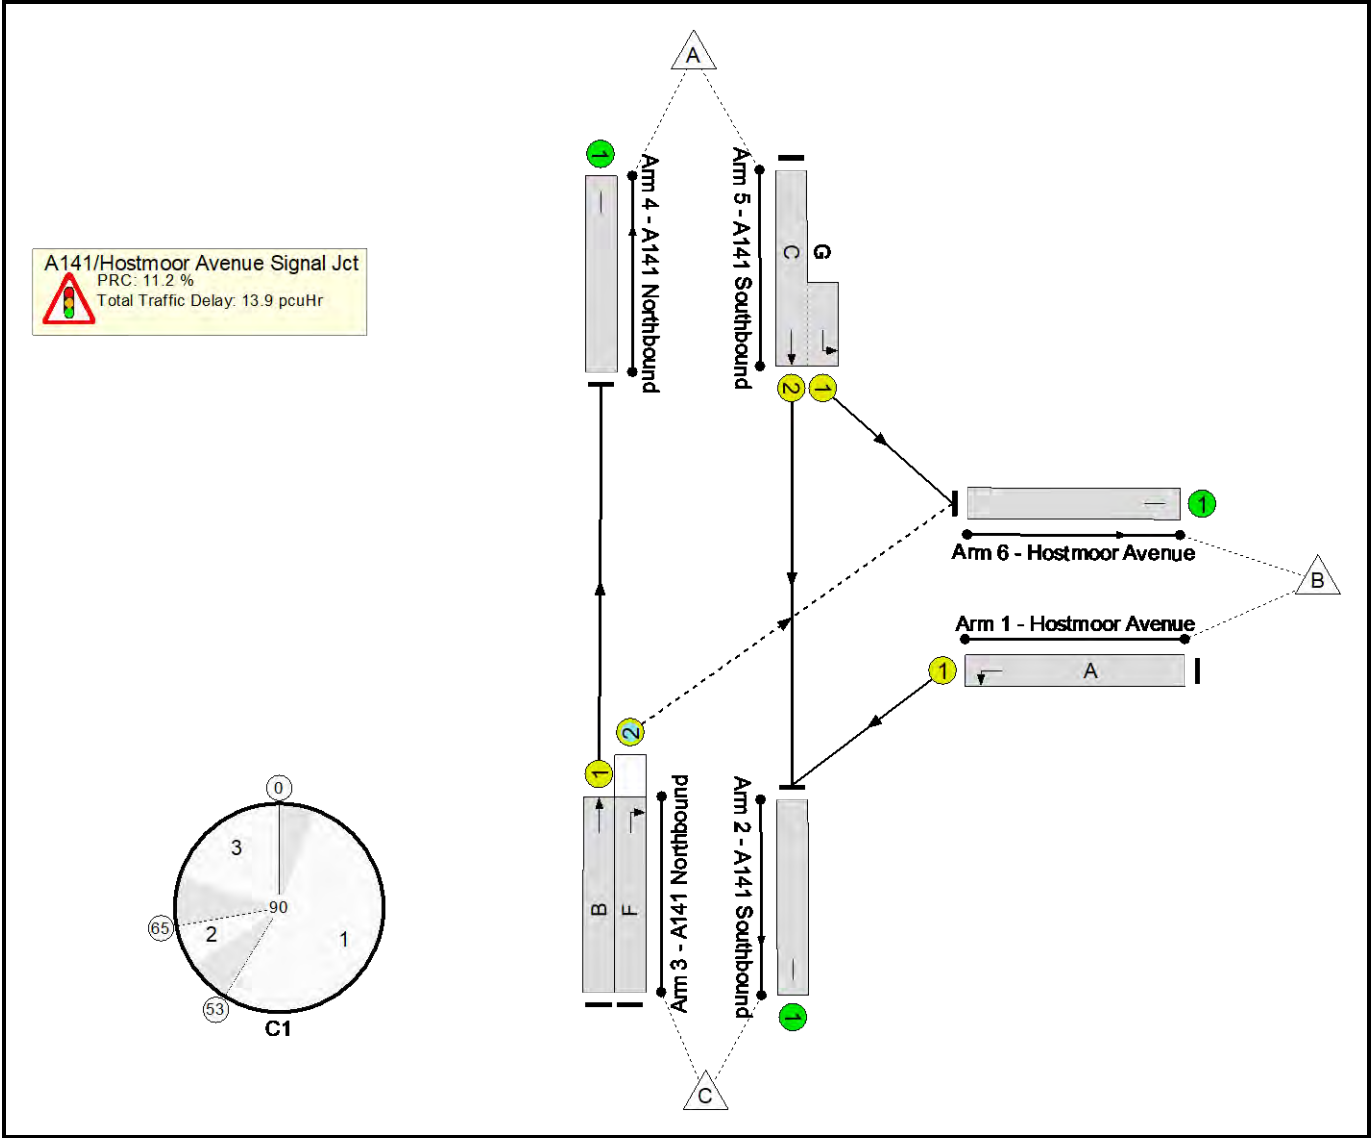 A
1
Arm 4 - A141 Northbound
Arm 5 - A141 Southbound
C
G
A141/Hostmoor Avenue Signal Jct
PRC: 11.2 %
Total Traffic Delay: 13.9 pcuHr
2
1
1
Arm 6 - Hostmoor Avenue
B
Arm 1 - Hostmoor Avenue
1
A
2
1
B
F
Arm 3 - A141 Northbound
Arm 2 - A141 Southbound
1
0
3
90
65
2
1
53
C1
C